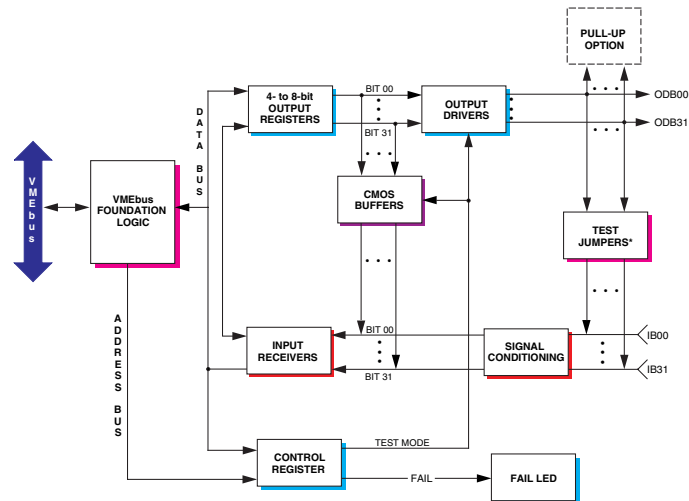 PULL-UP
OPTION
4- to 8-bit
OUTPUT
REGISTERS
BIT 00
BIT 31
OUTPUT
DRIVERS
ODB00
ODB31
DATA BUS
VMEbus
VMEbus
FOUNDATION
LOGIC
CMOS
BUFFERS
TEST
JUMPERS*
ADDRESS BUS
INPUT
RECEIVERS
BIT 00
BIT 31
SIGNAL
CONDITIONING
IB00
IB31
CONTROL
REGISTER
TEST MODE
FAIL
FAIL LED